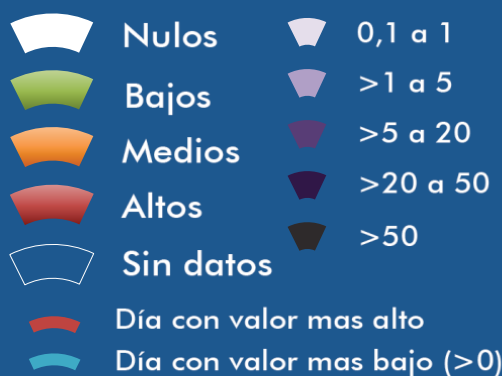 Nulos
Bajos
Medios
Altos
Sin datos
0,1 a 1
>1 a 5
>5 a 20
>20 a 50
>50
Día con valor mas alto
Día con valor mas bajo (>0)